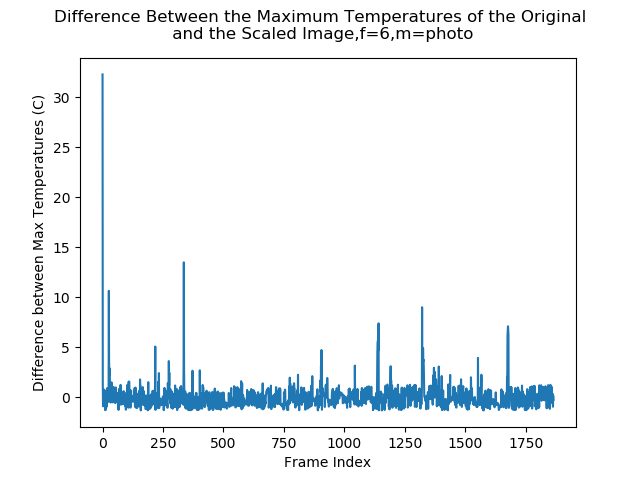 Difference Between the Maximum Temperatures of the Original
and the Scaled Image,f=6,m=photo
Difference between Max Temperatures (C)
30
25
20
15
10
5
0
0 250 500 750 1000 1250 1500 1750
Frame Index